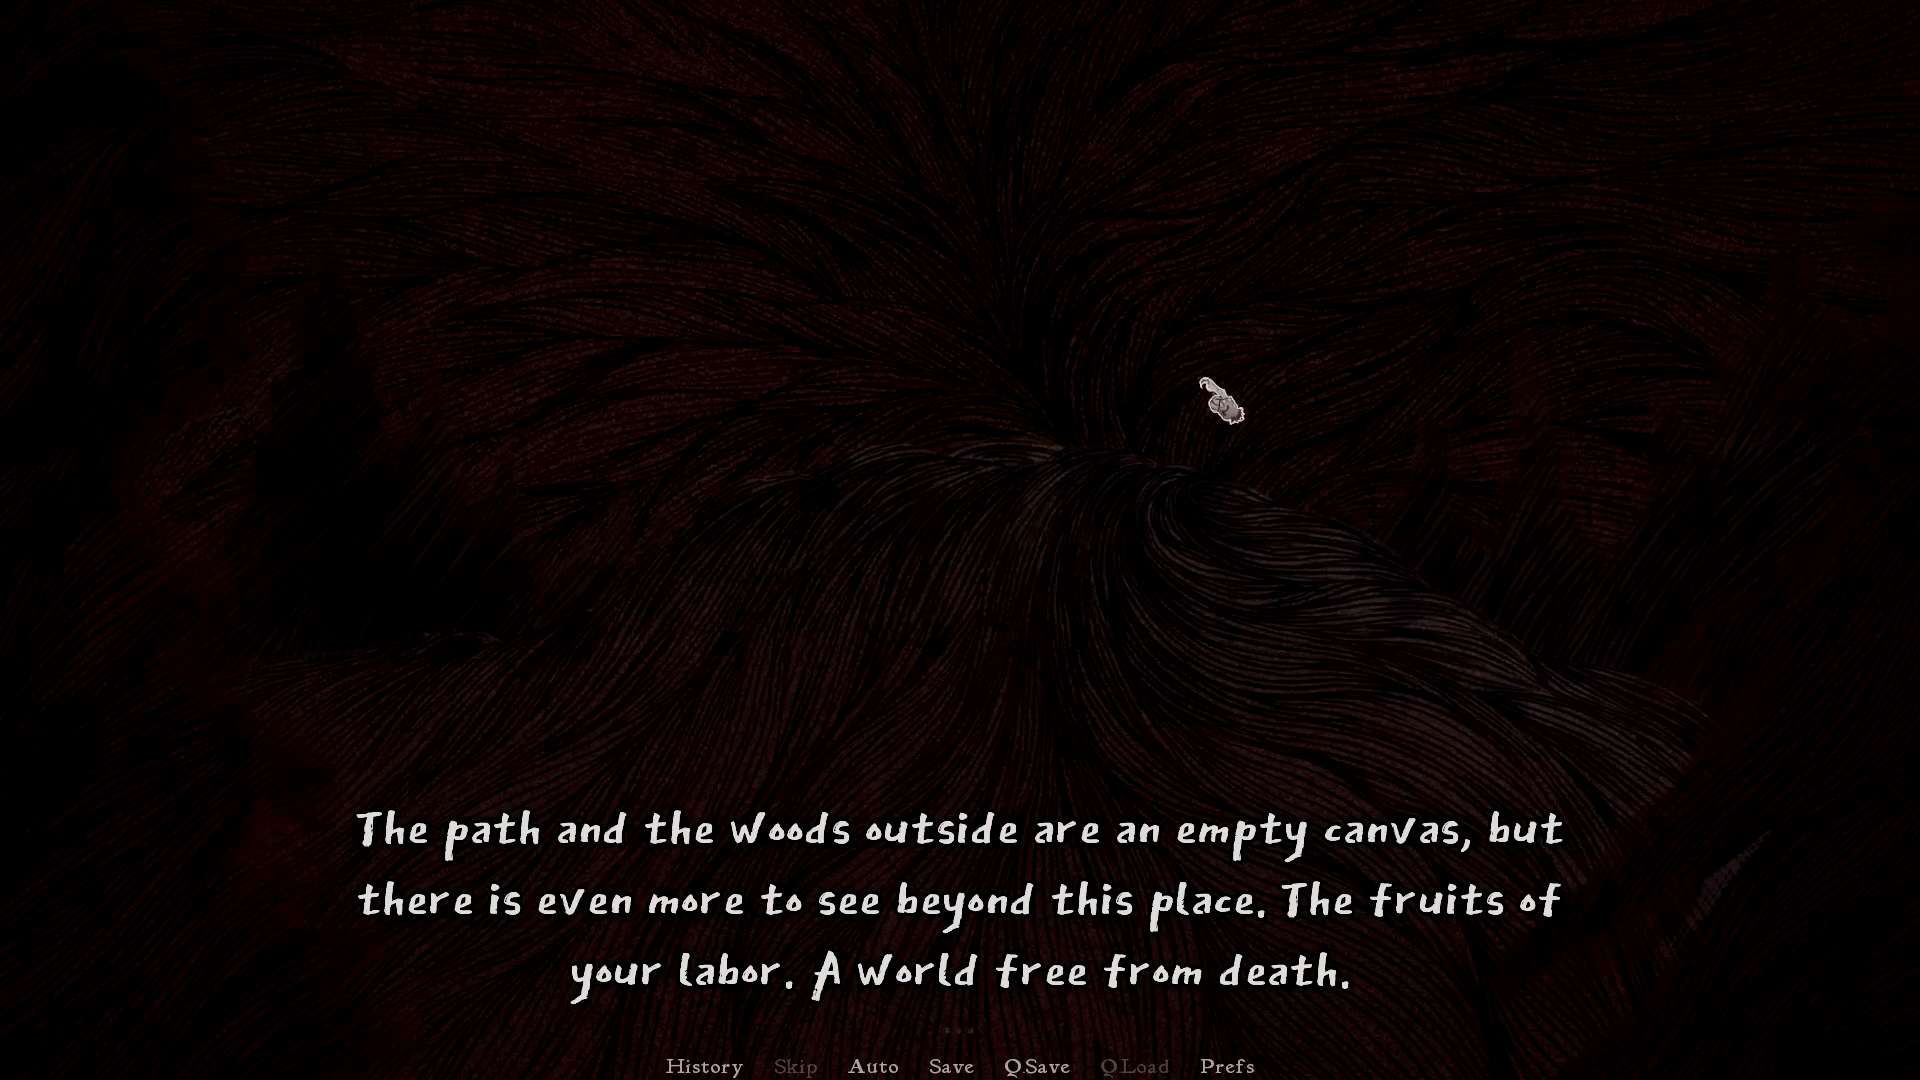 The path and the woods outside are an empty canvas, but
there is even more to see beyond this place. The fruits of
your labor. A world free from death.
History Skip Auto Save Q.Save Q.Load Prefs